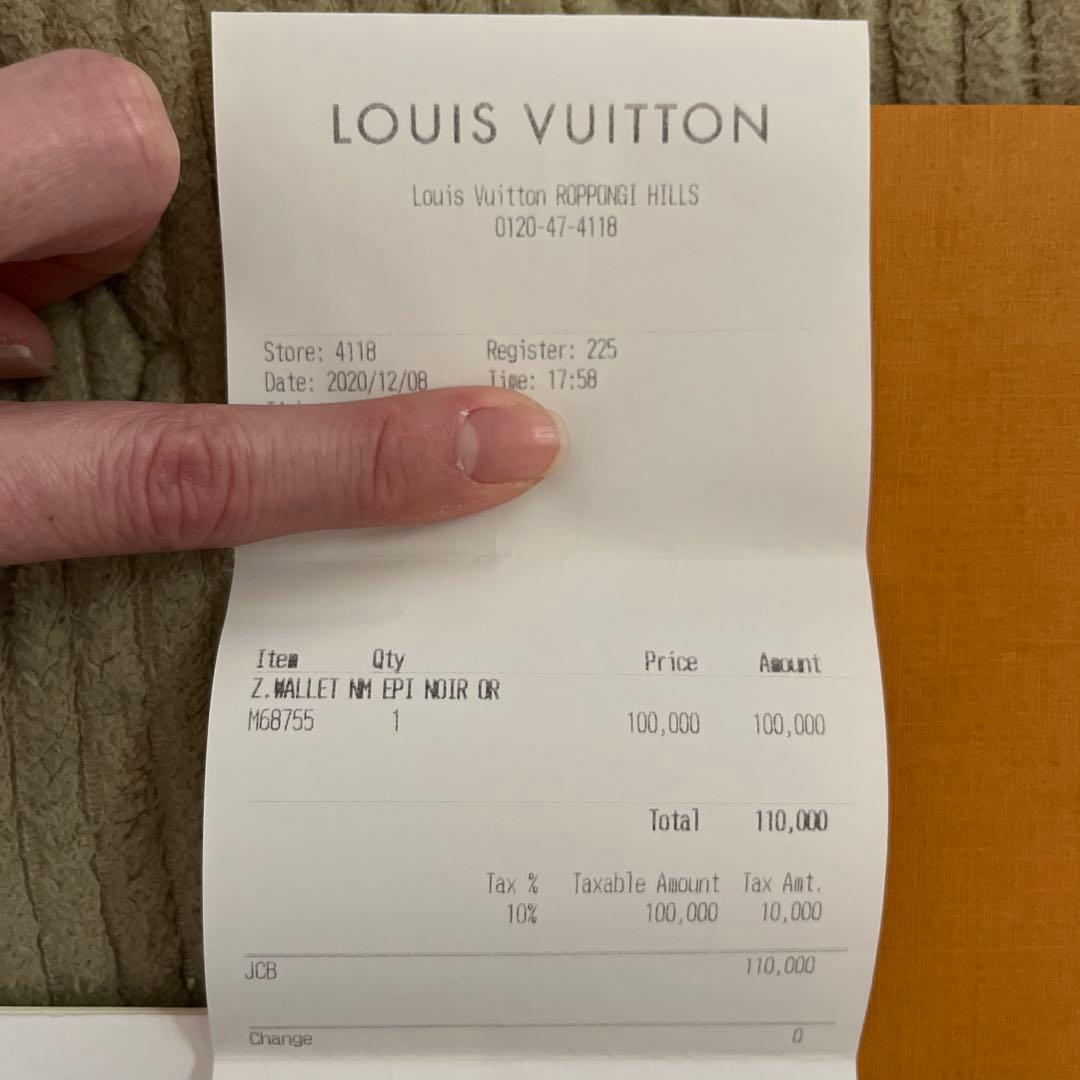 LOUIS VUITTON
Louis Vuitton ROPPONGI HILLS
0120-47-4118
Store: 4118 Register: 225
Date: 2020/12/08 Time: 17:58
Item Qty Price Amount
Z.WALLET NM EPI NOIR OR
M68755 1 100,000 100,000
Total 110,000
Tax % Taxable Amount Tax Amt.
10% 100,000 10,000
JCB 110,000
Change 0